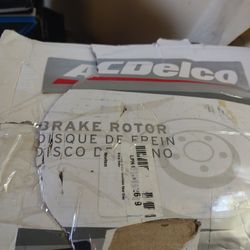 ACDelco
BRAKE ROTOR
DISQUE DE FREIN
DISCO DE FRENO